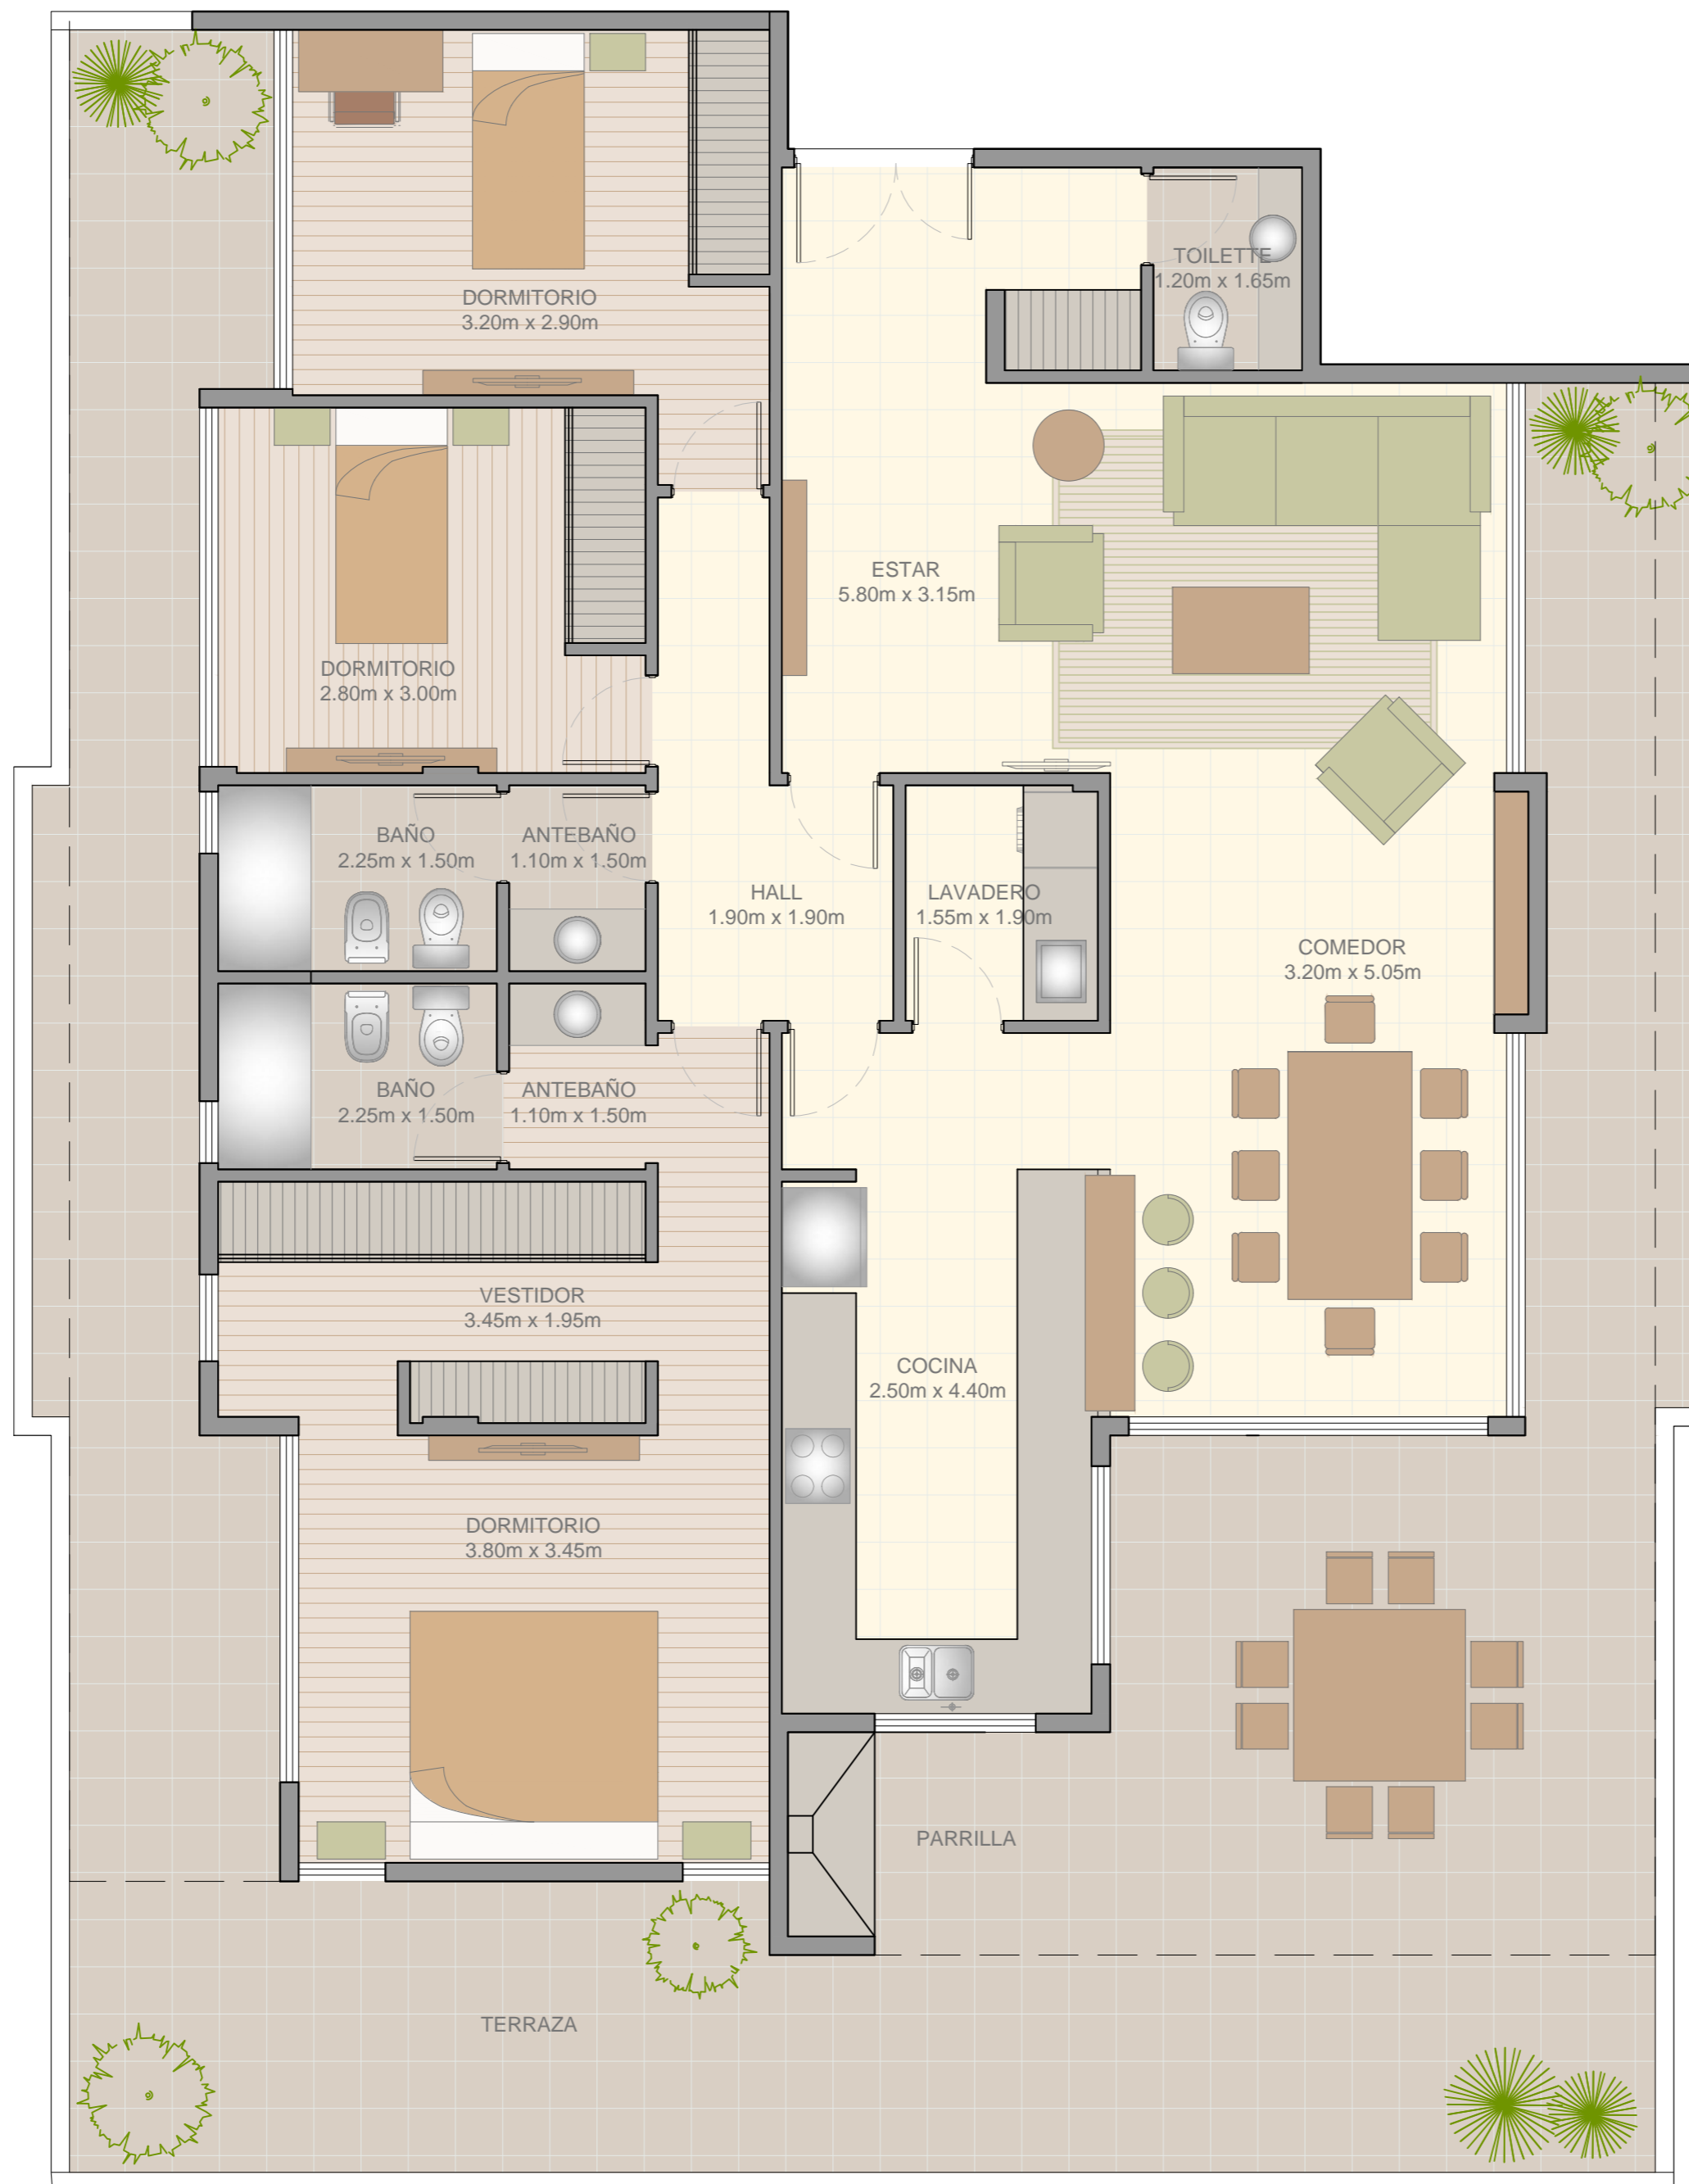 TOILETTE
1.20m x 1.65m
DORMITORIO
3.20m x 2.90m
ESTAR
5.80m x 3.15m
DORMITORIO
2.80m x 3.00m
BAÑO
2.25m x 1.50m
ANTEBAÑO
1.10m x 1.50m
HALL
1.90m x 1.90m
LAVADERO
1.55m x 1.90m
COMEDOR
3.20m x 5.05m
BAÑO
2.25m x 1.50m
ANTEBAÑO
1.10m x 1.50m
VESTIDOR
3.45m x 1.95m
COCINA
2.50m x 4.40m
DORMITORIO
3.80m x 3.45m
PARRILLA
TERRAZA